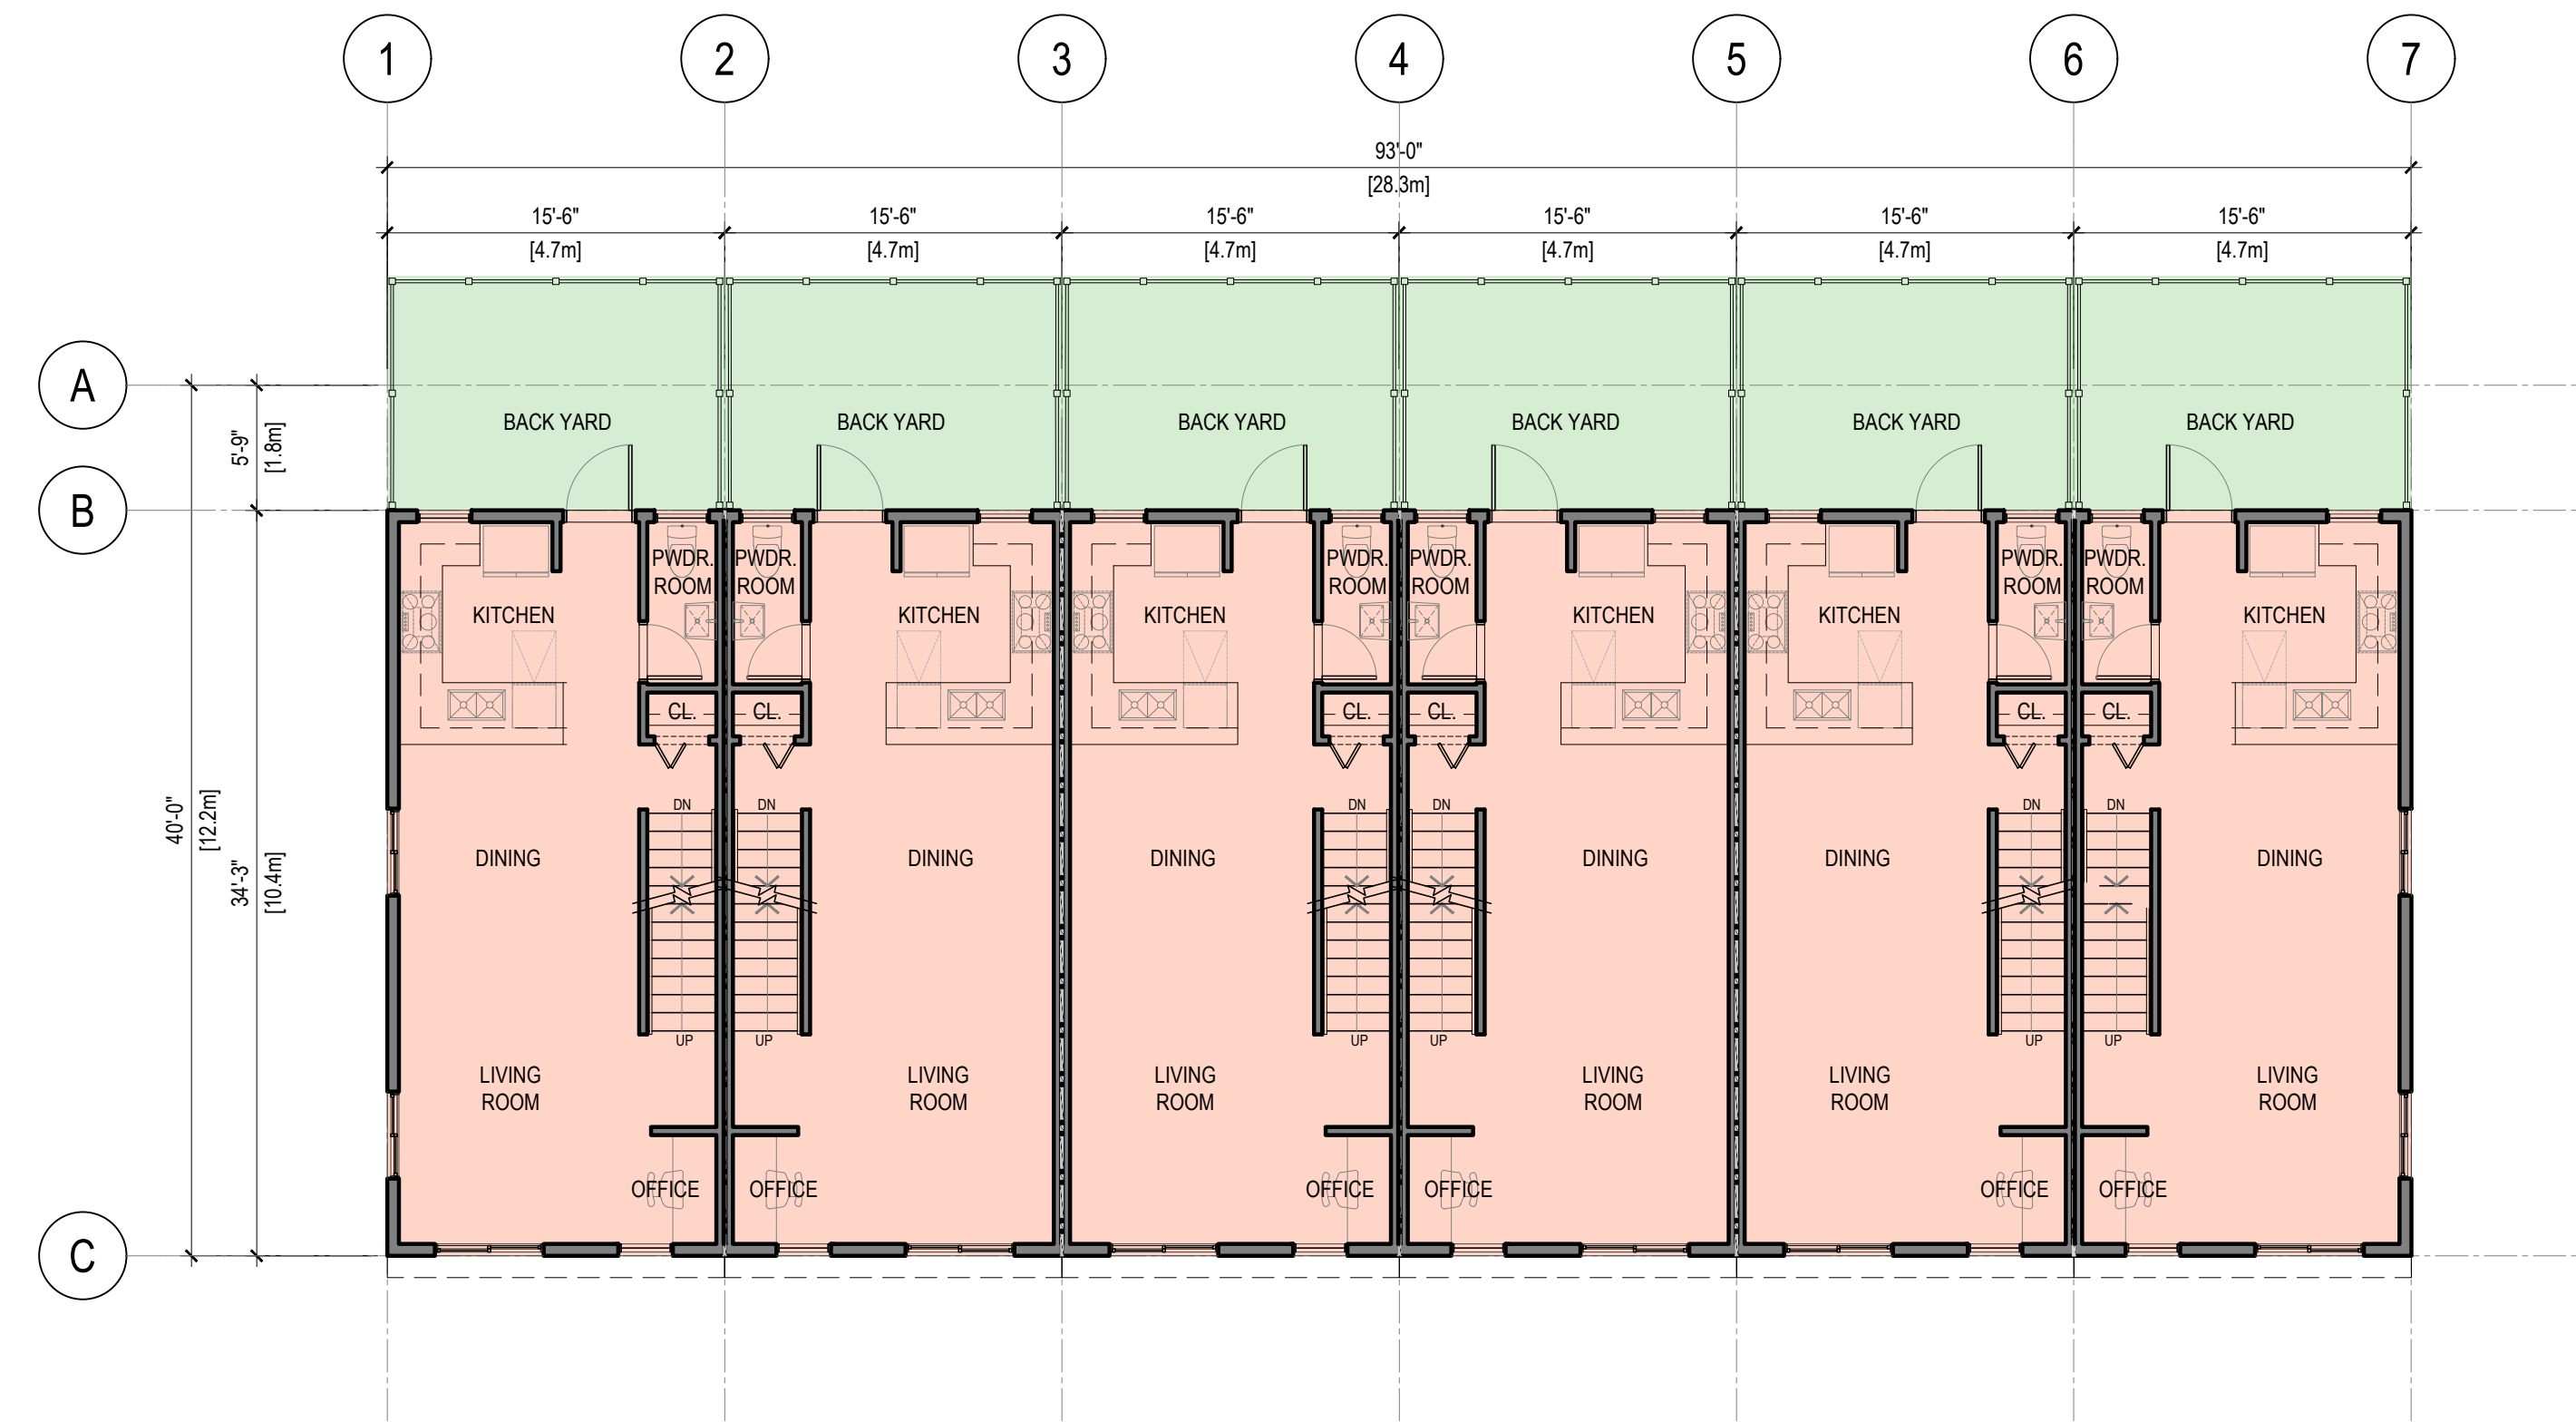 1 2 3 4 5 6 7
93'-0"
[28.3m]
15'-6" 15'-6" 15'-6" 15'-6" 15'-6" 15'-6"
[4.7m] [4.7m] [4.7m] [4.7m] [4.7m] [4.7m]
A
BACK YARD BACK YARD BACK YARD BACK YARD BACK YARD BACK YARD
5'-9"
[1.8m]
B
PWDR. PWDR. PWDR. PWDR. PWDR. PWDR.
ROOM ROOM ROOM ROOM ROOM ROOM
KITCHEN KITCHEN KITCHEN KITCHEN KITCHEN KITCHEN
CL. CL. CL. CL. CL. CL.
DN DN DN DN DN DN
40'-0"
[12.2m]
34'-3"
[10.4m]
DINING DINING DINING DINING DINING DINING
UP UP UP UP UP UP
LIVING LIVING LIVING LIVING LIVING LIVING
ROOM ROOM ROOM ROOM ROOM ROOM
OFFICE OFFICE OFFICE OFFICE OFFICE OFFICE
C